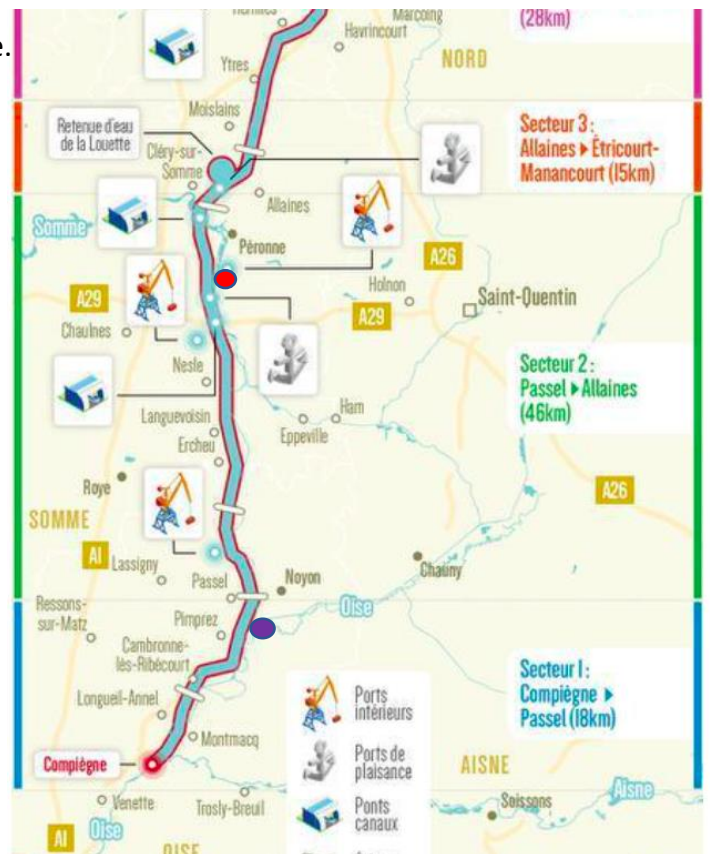 e.
Hermies
Marcoing
Havrincourt
(28km)
NORD
Ytres
Moislains
Retenue d'eau
de la Louette
Secteur 3 :
Allaines ▸ Étricourt-
Manancourt (15km)
Cléry-sur-
Somme
Allaines
Somme
Péronne
A26
Holnon
Saint-Quentin
A29
A29
Chaulnes
Nesle
Secteur 2 :
Passel ▸ Allaines
(46km)
Languevoisin
Ham
Eppeville
Ercheu
Roye
A26
SOMME
A1
Lassigny
Chauny
Passel
Noyon
Ressons-
sur-Matz
Oise
Pimprez
Cambronne-
lès-Ribécourt
Secteur 1 :
Compiègne ▸
Passel (18km)
Longueil-Annel
Ports
intérieurs
Montmacq
Ports de
plaisance
Compiègne
AISNE
Venette
Trosly-Breuil
Ponts
canaux
Soissons
Aisne
A1
Oise
OISE